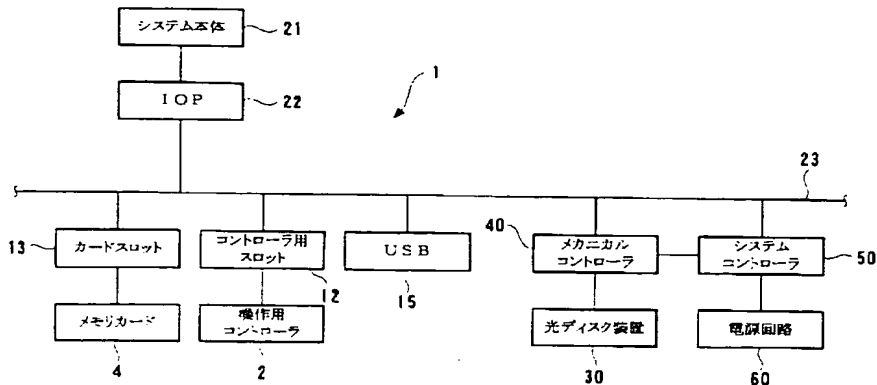 システム本体
21
IOP
22
1
23
13
カードスロット
コントローラ用
スロット
12
USB
15
40
メカニカル
コントローラ
システム
コントローラ
50
メモリカード
4
操作用
コントローラ
2
光ディスク装置
30
電源回路
60